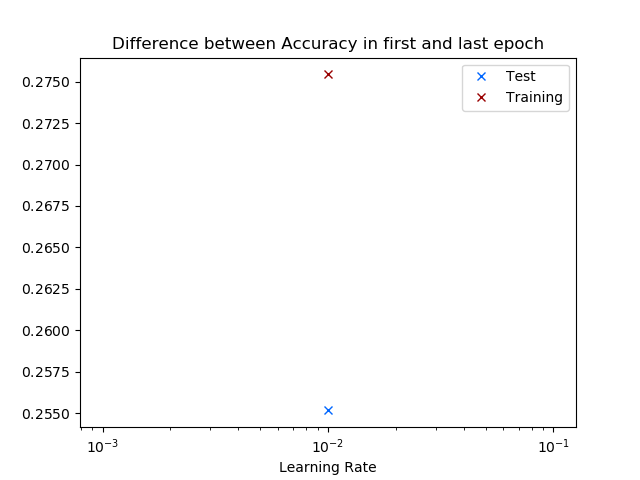 Difference between Accuracy in first and last epoch
Test
Training
0.2750
0.2725
0.2700
0.2675
0.2650
0.2625
0.2600
0.2575
0.2550
10⁻³ 10⁻² 10⁻¹
Learning Rate